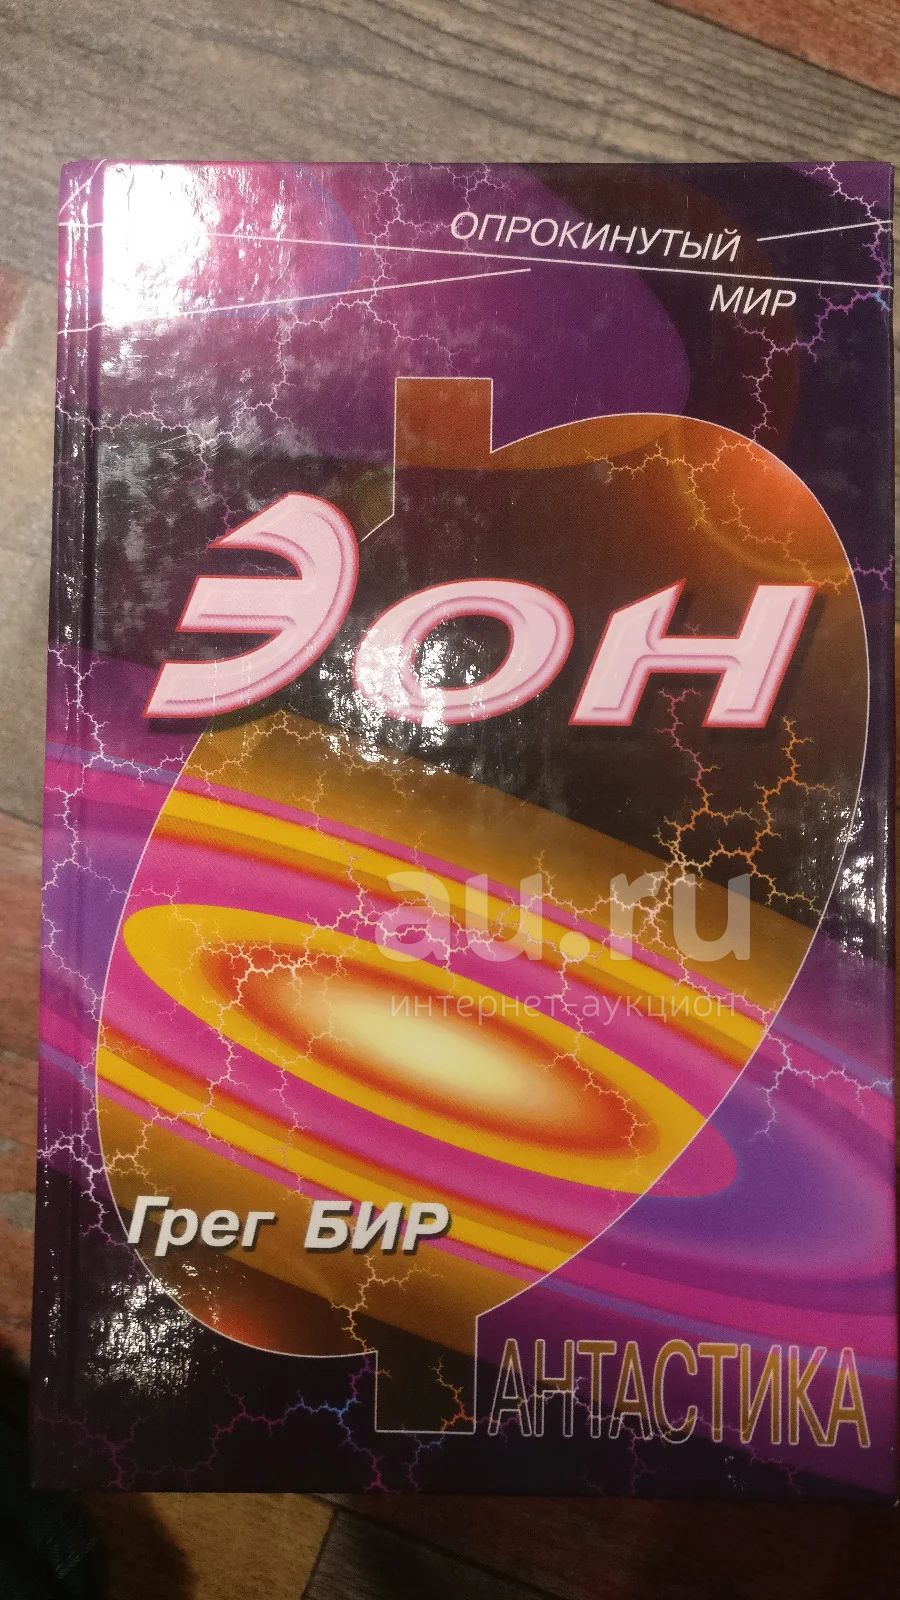 ОПРОКИНУТЫЙ
МИР
Эон
au.ru
интернет-аукцион
Грег БИР
ФАНТАСТИКА